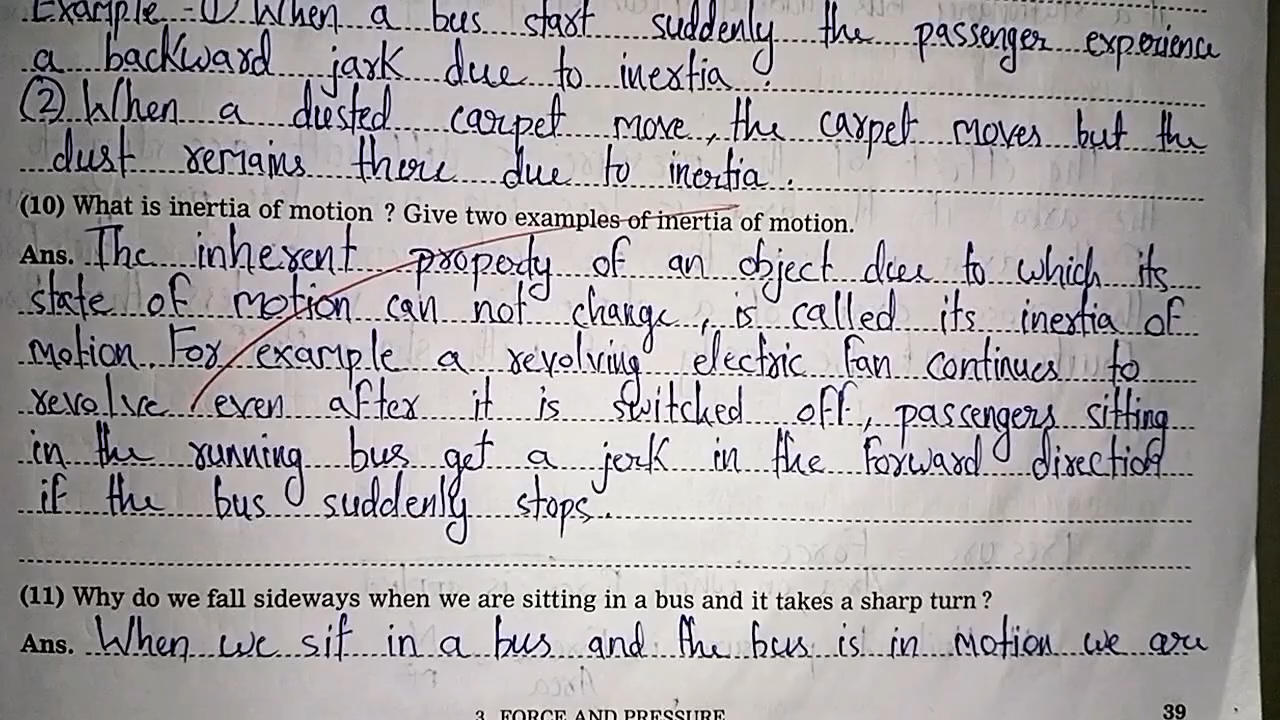 Example - (1) When a bus start suddenly the passenger experience
a backward jark due to inertia .
(2) When a dusted carpet move, the carpet moves but the
dust remains there due to inertia .
(10) What is inertia of motion ? Give two examples of inertia of motion.
Ans. The inherent property of an object due to which its
state of motion can not change , is called its inertia of
motion. For example a revolving electric fan continues to
revolve even after it is switched off, passengers sitting
in the running bus get a jerk in the forward direction
if the bus suddenly stops.
(11) Why do we fall sideways when we are sitting in a bus and it takes a sharp turn ?
Ans. When we sit in a bus and the bus is in motion we are
3. FORCE AND PRESSURE 39